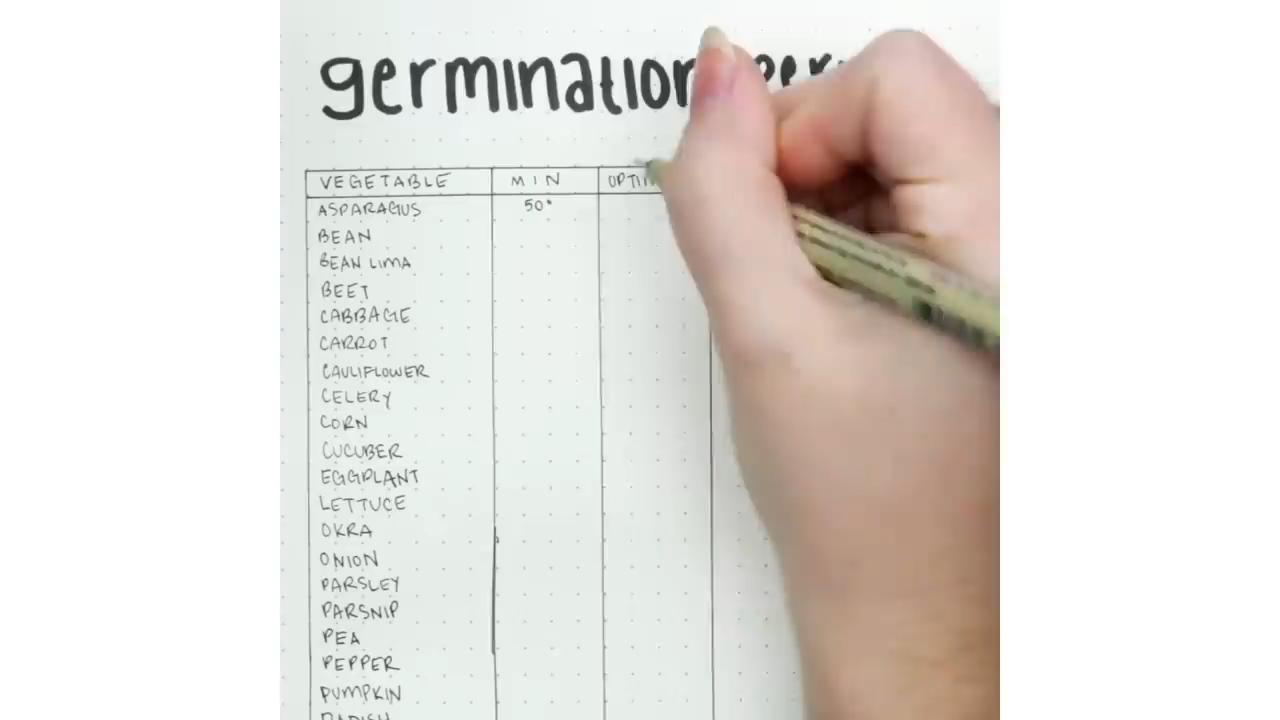 germination
VEGETABLE MIN
ASPARAGUS 50°
BEAN
BEAN LIMA
BEET
CABBAGE
CARROT
CAULIFLOWER
CELERY
CORN
CUCUBER
EGGPLANT
LETTUCE
OKRA
ONION
PARSLEY
PARSNIP
PEA
PEPPER
PUMPKIN